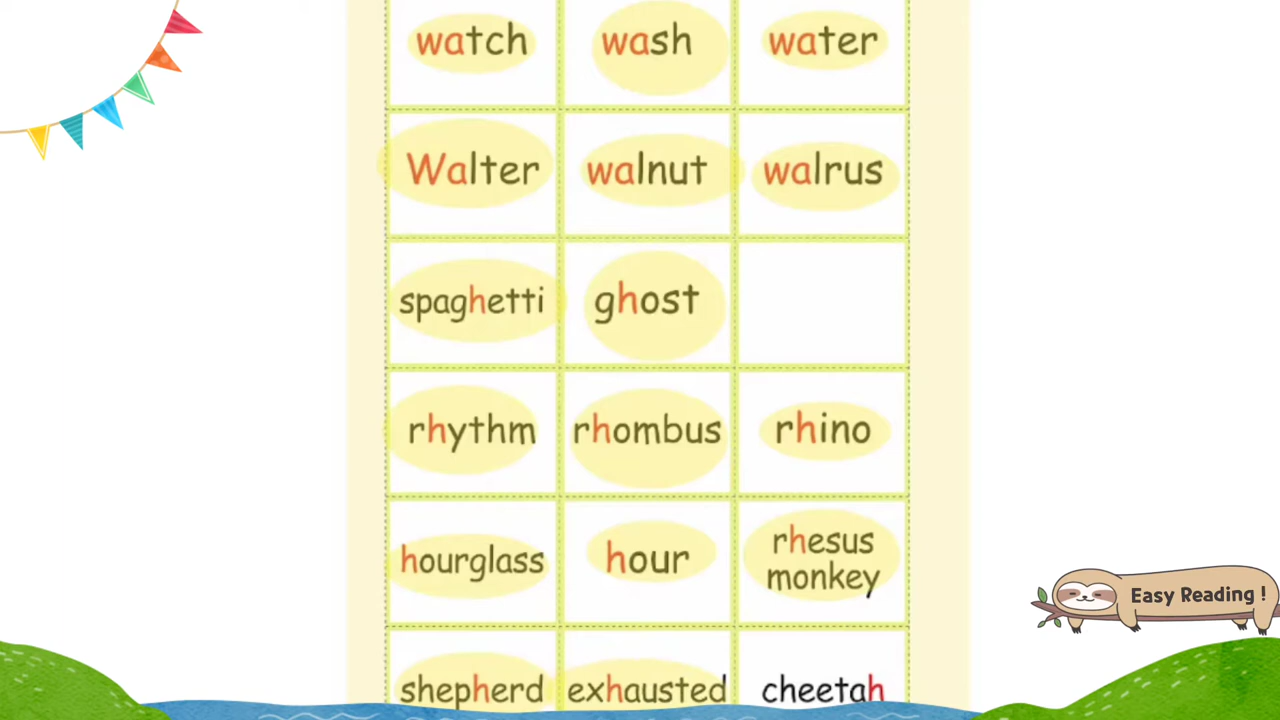 watch wash water
Walter walnut walrus
spaghetti ghost
rhythm rhombus rhino
hourglass hour rhesus
monkey
shepherd exhausted cheetah
Easy Reading !